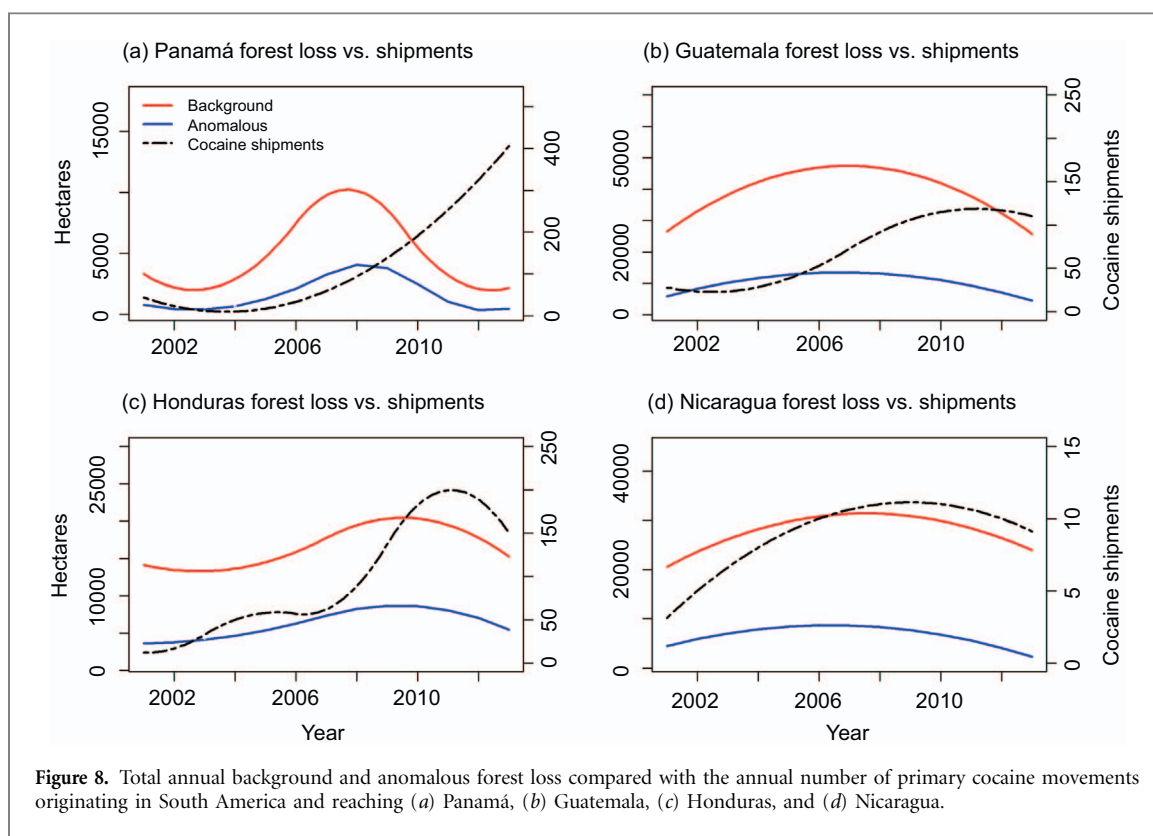 (a) Panamá forest loss vs. shipments
Background
Anomalous
Cocaine shipments
Hectares
0
5000
15000
0
200
400
2002
2006
2010
(b) Guatemala forest loss vs. shipments
0
20000
50000
0
50
150
250
Cocaine shipments
2002
2006
2010
(c) Honduras forest loss vs. shipments
Hectares
0
10000
25000
0
50
150
250
2002
2006
2010
Year
(d) Nicaragua forest loss vs. shipments
0
20000
40000
0
5
10
15
Cocaine shipments
2002
2006
2010
Year
Figure 8. Total annual background and anomalous forest loss compared with the annual number of primary cocaine movements
originating in South America and reaching (a) Panamá, (b) Guatemala, (c) Honduras, and (d) Nicaragua.